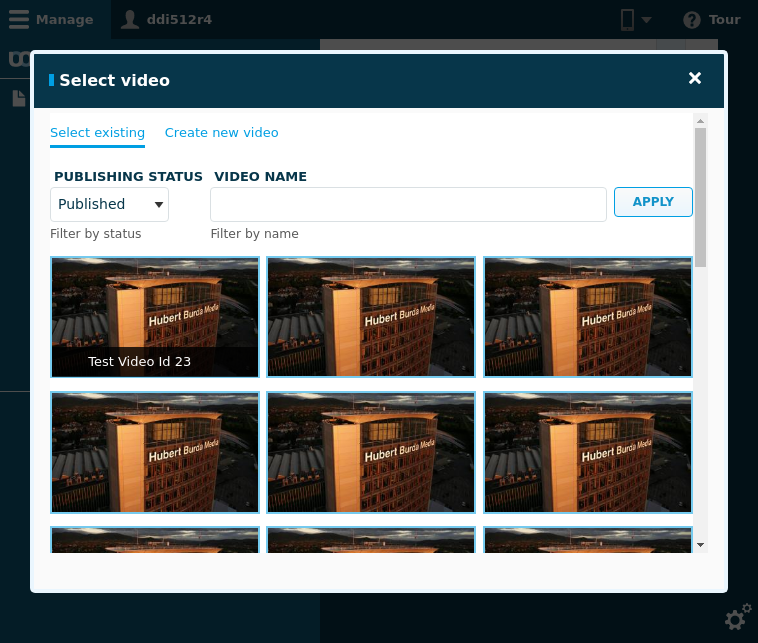 Manage ddi512r4 Tour
Select video
Select existing Create new video
PUBLISHING STATUS VIDEO NAME
Published APPLY
Filter by status Filter by name
Hubert Burda Media Hubert Burda Media Hubert Burda Media
Test Video Id 23
Hubert Burda Media Hubert Burda Media Hubert Burda Media